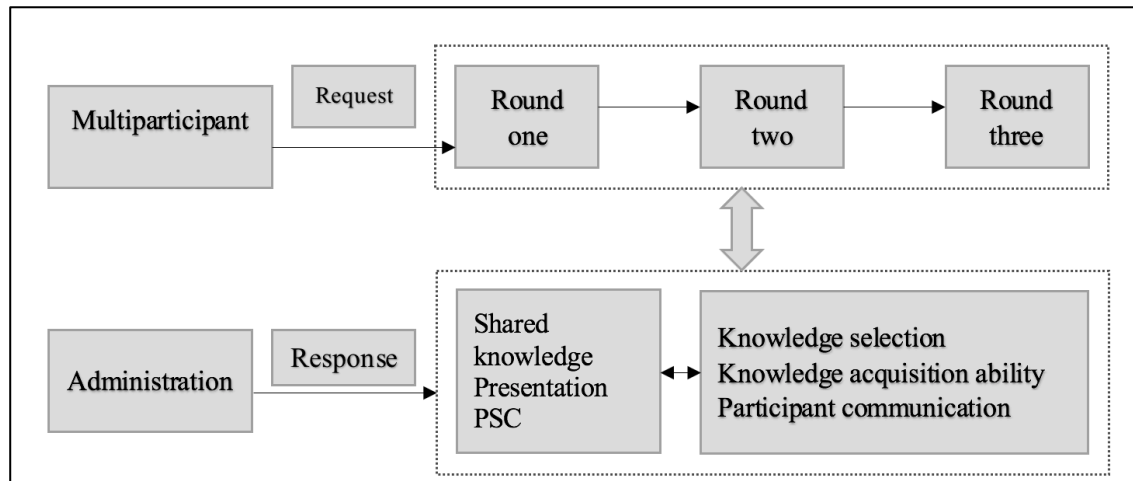 Multiparticipant
Request
Round
one
Round
two
Round
three
Administration
Response
Shared
knowledge
Presentation
PSC
Knowledge selection
Knowledge acquisition ability
Participant communication